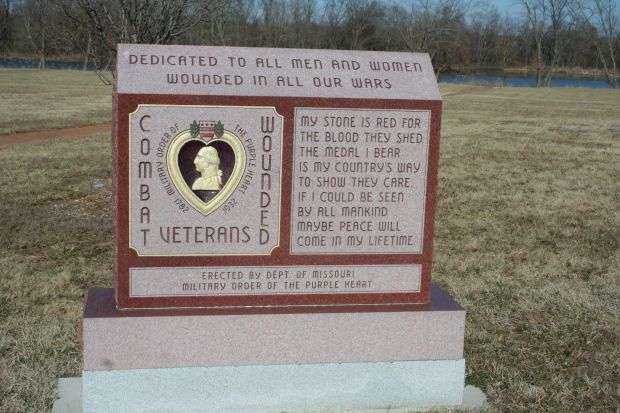 DEDICATED TO ALL MEN AND WOMEN
WOUNDED IN ALL OUR WARS
COMBAT
WOUNDED
VETERANS
MILITARY ORDER OF THE PURPLE HEART
1782 1932
MY STONE IS RED FOR
THE BLOOD THEY SHED
THE MEDAL I BEAR
IS MY COUNTRY'S WAY
TO SHOW THEY CARE.
IF I COULD BE SEEN
BY ALL MANKIND
MAYBE PEACE WILL
COME IN MY LIFETIME
ERECTED BY DEPT. OF MISSOURI
MILITARY ORDER OF THE PURPLE HEART